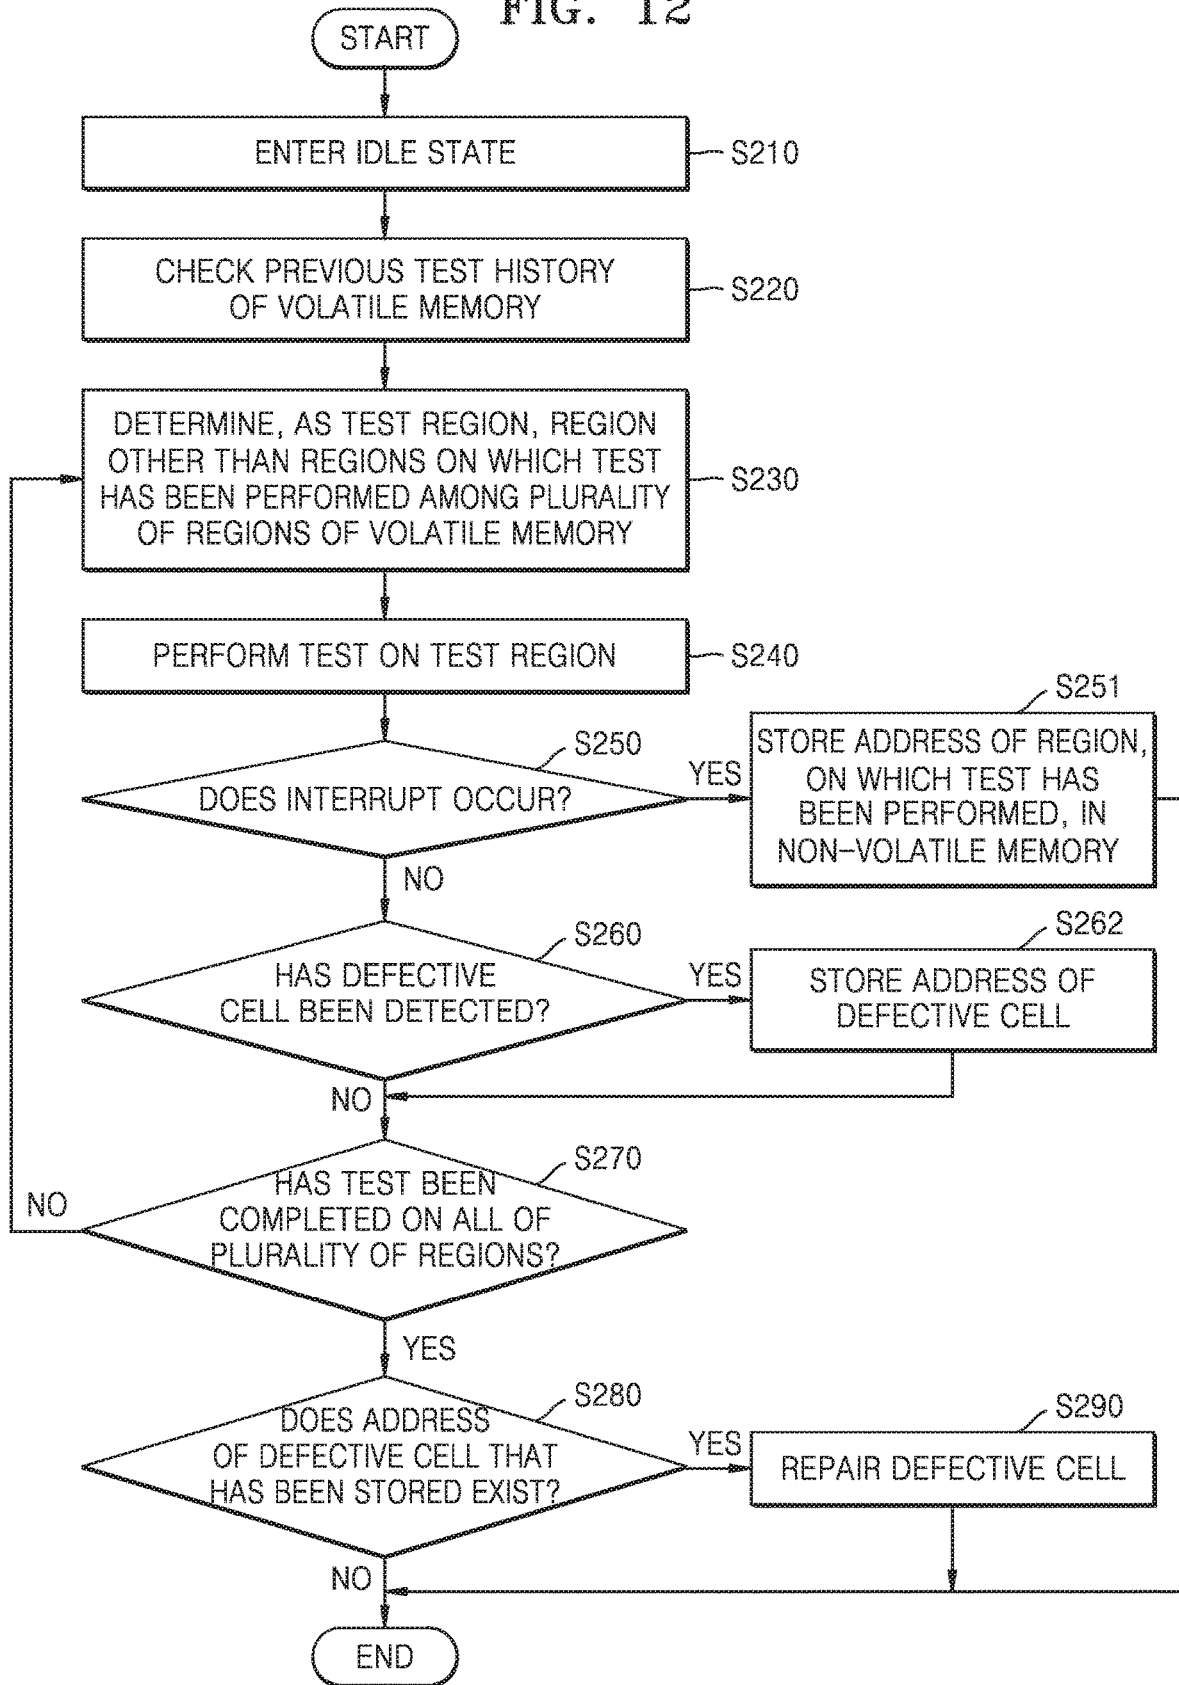 FIG. 12
START
ENTER IDLE STATE
S210
CHECK PREVIOUS TEST HISTORY
OF VOLATILE MEMORY
S220
DETERMINE, AS TEST REGION, REGION
OTHER THAN REGIONS ON WHICH TEST
HAS BEEN PERFORMED AMONG PLURALITY
OF REGIONS OF VOLATILE MEMORY
S230
PERFORM TEST ON TEST REGION
S240
S250
DOES INTERRUPT OCCUR?
YES
NO
S251
STORE ADDRESS OF REGION,
ON WHICH TEST HAS
BEEN PERFORMED, IN
NON-VOLATILE MEMORY
S260
HAS DEFECTIVE
CELL BEEN DETECTED?
YES
NO
S262
STORE ADDRESS OF
DEFECTIVE CELL
S270
HAS TEST BEEN
COMPLETED ON ALL OF
PLURALITY OF REGIONS?
NO
YES
S280
DOES ADDRESS
OF DEFECTIVE CELL THAT
HAS BEEN STORED EXIST?
YES
NO
S290
REPAIR DEFECTIVE CELL
END